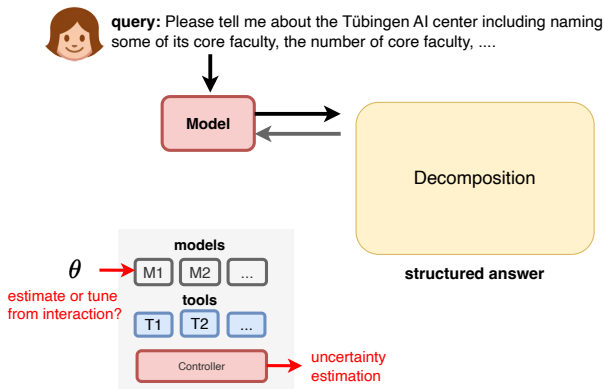 query: Please tell me about the Tübingen AI center including naming
some of its core faculty, the number of core faculty, ....
Model
Decomposition
structured answer
models
θ
M1 M2 ...
estimate or tune
from interaction?
tools
T1 T2 ...
Controller
uncertainty
estimation